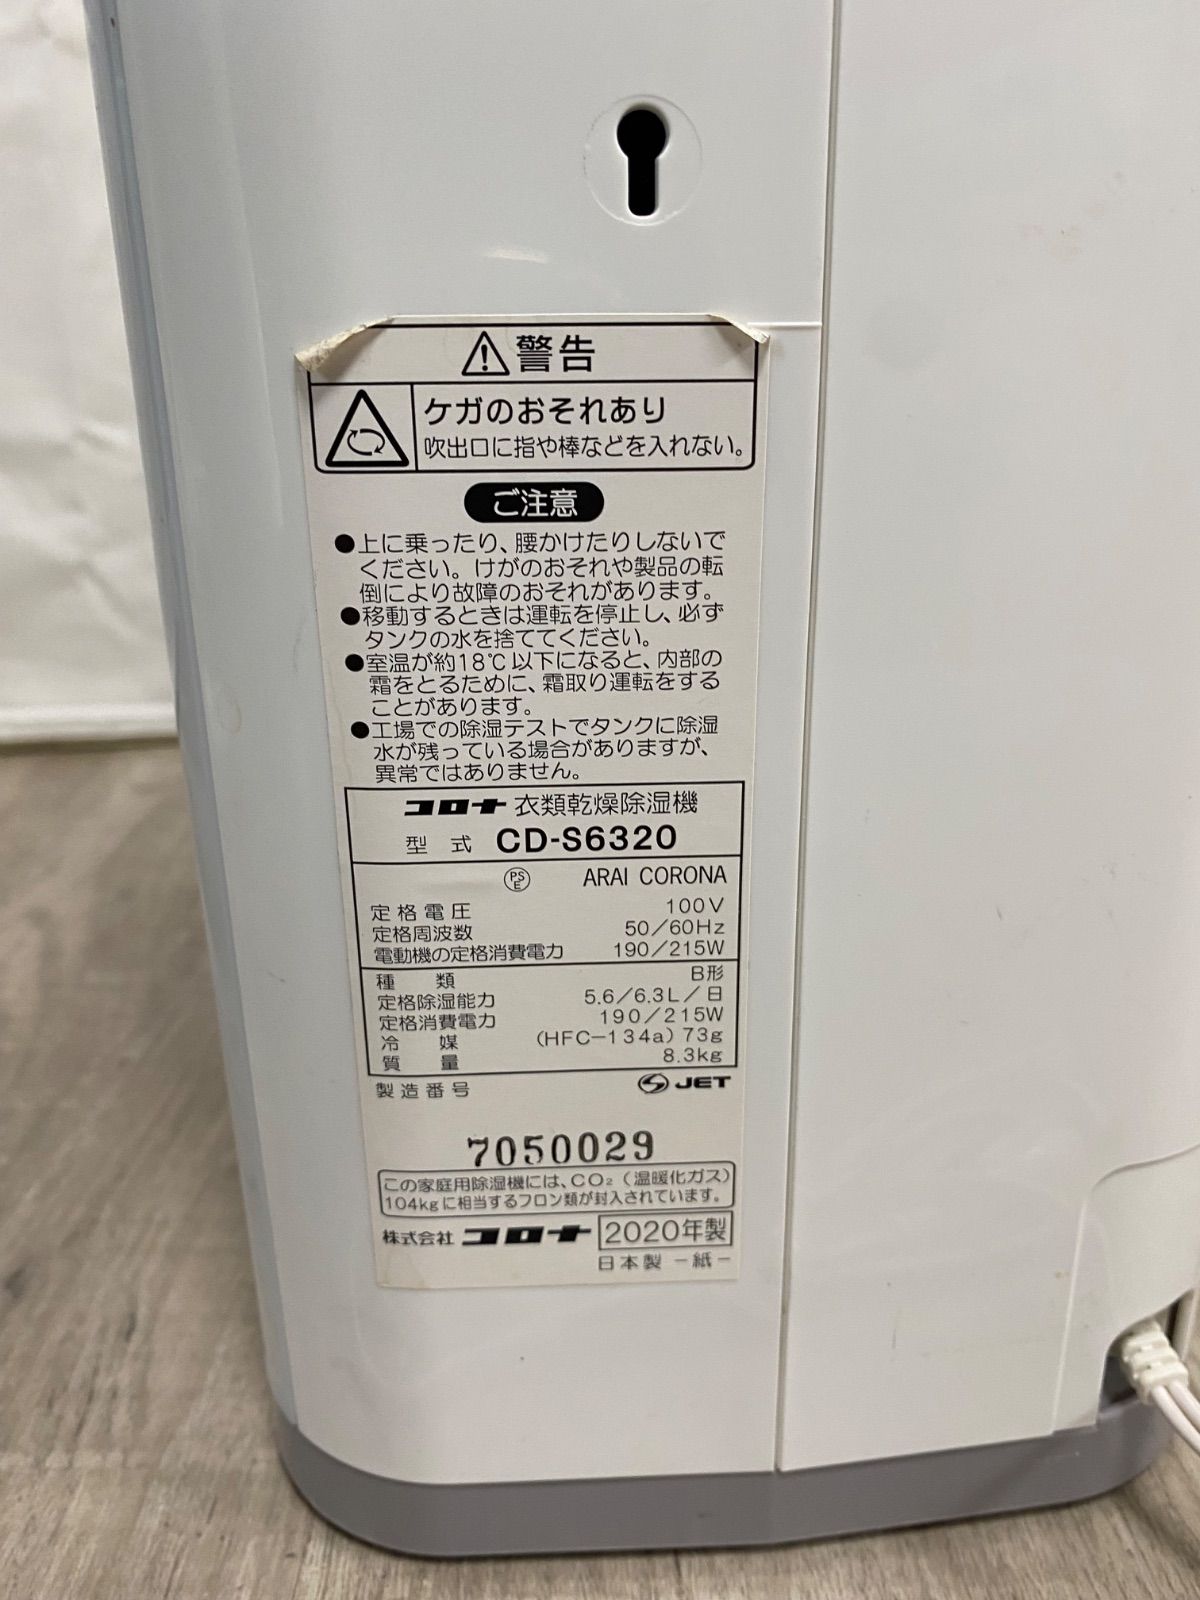 警告
ケガのおそれあり
吹出口に指や棒などを入れない。
ご注意
●上に乗ったり、腰かけたりしないで
ください。けがのおそれや製品の転
倒により故障のおそれがあります。
●移動するときは運転を停止し、必ず
タンクの水を捨ててください。
●室温が約18℃以下になると、内部の
霜をとるために、霜取り運転をする
ことがあります。
●工場での除湿テストでタンクに除湿
水が残っている場合がありますが、
異常ではありません。
コロナ 衣類乾燥除湿機
型式 CD-S6320
PSE ARAI CORONA
定格電圧 100V
定格周波数 50/60Hz
電動機の定格消費電力 190/215W
種類 B形
定格除湿能力 5.6/6.3L/日
定格消費電力 190/215W
冷媒 (HFC-134a) 73g
質量 8.3kg
製造番号 S JET
7050029
この家庭用除湿機には、CO₂(温暖化ガス)
104kgに相当するフロン類が封入されています。
株式会社 コロナ 2020年製
日本製 -紙-